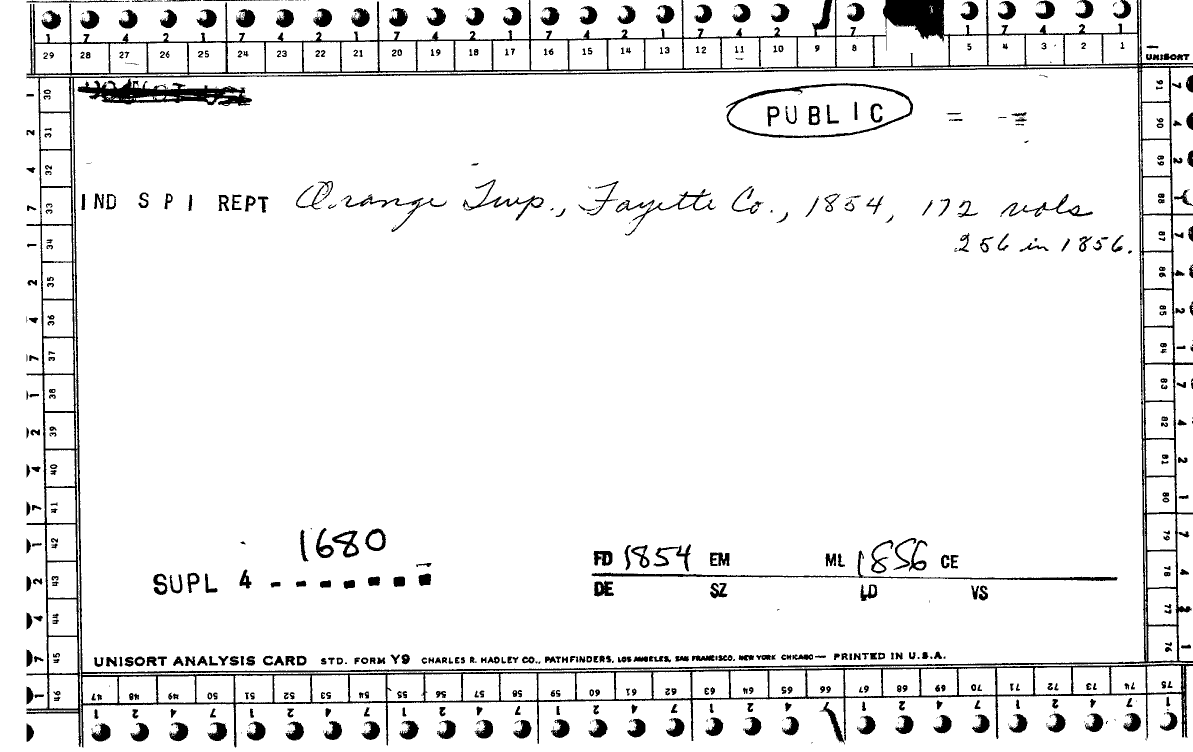 7 4 2 1 7 4 2 1 7 4 2 1 7 4 2 1 7 4 2 1 7 1 7 4 2 1
29 28 27 26 25 24 23 22 21 20 19 18 17 16 15 14 13 12 11 10 9 8 5 4 3 2 1
UNISORT
PUBLIC = =
IND S P I REPT Orange Twp., Fayette Co., 1854, 172 vols
256 in 1856.
1680
SUPL 4 - - - - - - -
FD 1854 EM ML 1856 CE
DE SZ LD VS
UNISORT ANALYSIS CARD STD. FORM Y9 CHARLES R. HADLEY CO., PATHFINDERS, LOS ANGELES, SAN FRANCISCO, NEW YORK CHICAGO — PRINTED IN U.S.A.
47 48 49 50 51 52 53 54 55 56 57 58 59 60 61 62 63 64 65 66 67 68 69 70 71 72 73 74 75
1 2 4 7 1 2 4 7 1 2 4 7 1 2 4 7 1 2 4 7 2 4 7 1 2 4 7 1
30 31 32 33 34 35 36 37 38 39 40 41 42 43 44 45 46
91 90 89 88 87 86 85 84 83 82 81 80 79 78 77 76